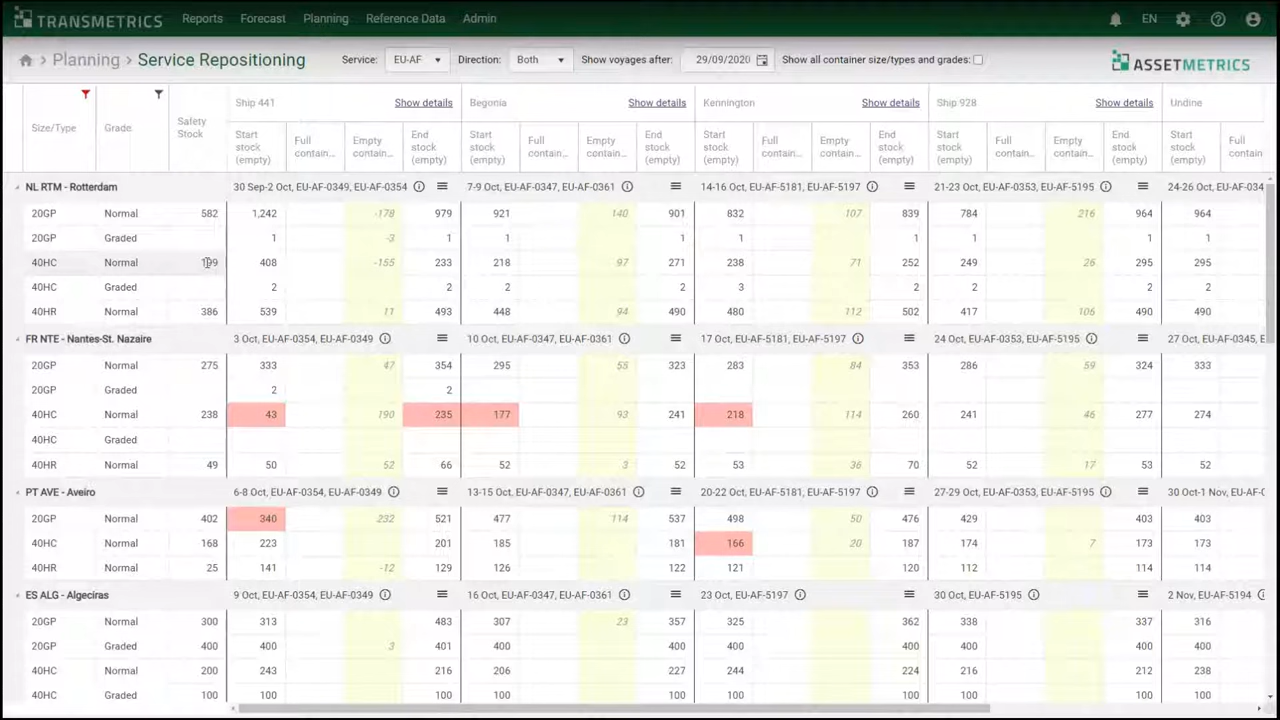 TRANSMETRICS Reports Forecast Planning Reference Data Admin EN
Planning > Service Repositioning Service: EU-AF Direction: Both Show voyages after: 29/09/2020 Show all container size/types and grades: ASSETMETRICS
Size/Type Grade Safety Stock Ship 441 Show details Begonia Show details Kennington Show details Ship 928 Show details Undine
Start stock (empty) Full contain... Empty contain... End stock (empty) Start stock (empty) Full contain... Empty contain... End stock (empty) Start stock (empty) Full contain... Empty contain... End stock (empty) Start stock (empty) Full contain... Empty contain... End stock (empty) Start stock (empty) Full contain
NL RTM - Rotterdam 30 Sep-2 Oct, EU-AF-0349, EU-AF-0354 7-9 Oct, EU-AF-0347, EU-AF-0361 14-16 Oct, EU-AF-5181, EU-AF-5197 21-23 Oct, EU-AF-0353, EU-AF-5195 24-26 Oct, EU-AF-034
20GP Normal 582 1,242 -178 979 921 140 901 832 107 839 784 216 964 964
20GP Graded 1 -3 1 1 1 1 1 1 1 1
40HC Normal 408 -155 233 218 97 271 238 71 252 249 26 295 295
40HC Graded 2 2 2 2 3 2 2 2 2
40HR Normal 386 539 11 493 448 94 490 480 112 502 417 106 490 490
FR NTE - Nantes-St. Nazaire 3 Oct, EU-AF-0354, EU-AF-0349 10 Oct, EU-AF-0347, EU-AF-0361 17 Oct, EU-AF-5181, EU-AF-5197 24 Oct, EU-AF-0353, EU-AF-5195 27 Oct, EU-AF-0345, E
20GP Normal 275 333 47 354 295 58 323 283 84 353 286 59 324 333
20GP Graded 2 2
40HC Normal 238 43 190 235 177 93 241 218 114 260 241 46 277 274
40HC Graded
40HR Normal 49 50 52 66 52 3 52 53 36 70 52 17 53 52
PT AVE - Aveiro 6-8 Oct, EU-AF-0354, EU-AF-0349 13-15 Oct, EU-AF-0347, EU-AF-0361 20-22 Oct, EU-AF-5181, EU-AF-5197 27-29 Oct, EU-AF-0353, EU-AF-5195 30 Oct-1 Nov, EU-AF-0
20GP Normal 402 340 232 521 477 114 537 498 50 476 429 403 403
40HC Normal 168 223 201 185 181 166 20 187 174 7 173 173
40HR Normal 25 141 -12 129 126 122 121 120 112 114 114
ES ALG - Algeciras 9 Oct, EU-AF-0354, EU-AF-0349 16 Oct, EU-AF-0347, EU-AF-0361 23 Oct, EU-AF-5197 30 Oct, EU-AF-5195 2 Nov, EU-AF-5194
20GP Normal 300 313 483 307 23 357 325 362 338 337 316
20GP Graded 400 400 3 401 400 400 400 400 400 400 400
40HC Normal 200 243 216 206 227 244 224 216 212 238
40HC Graded 100 100 100 100 100 100 100 100 100 100